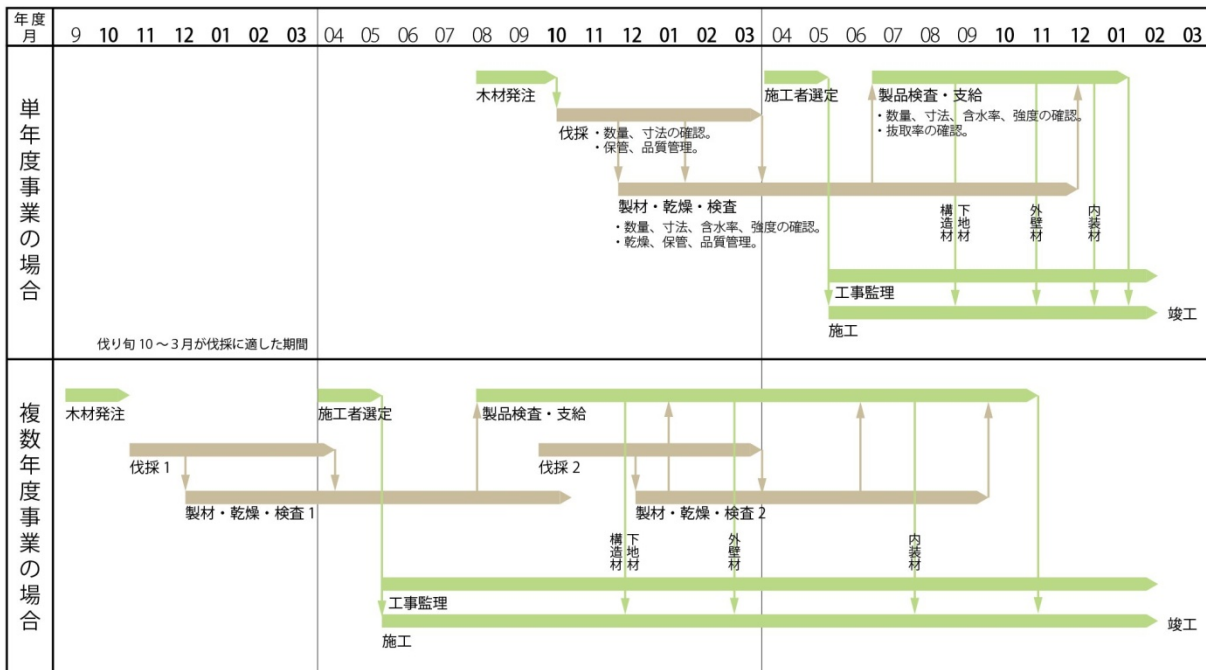 年度
月
9 10 11 12 01 02 03 04 05 06 07 08 09 10 11 12 02 03 04 05 06 07 08 09 10 11 12 01 02 03
単年度事業の場合
木材発注
施工者選定
製品検査・支給
・数量、寸法、含水率、強度の確認。
・抜取率の確認。
伐採
・数量、寸法の確認。
・保管、品質管理。
製材・乾燥・検査
・数量、寸法、含水率、強度の確認。
・乾燥、保管、品質管理。
下地材
構造材
外壁材
内装材
工事監理
施工
竣工
伐り旬 10 ～ 3 月が伐採に適した期間
複数年度事業の場合
木材発注
施工者選定
製品検査・支給
伐採 1
伐採 2
製材・乾燥・検査 1
製材・乾燥・検査 2
下地材
構造材
外壁材
内装材
工事監理
施工
竣工